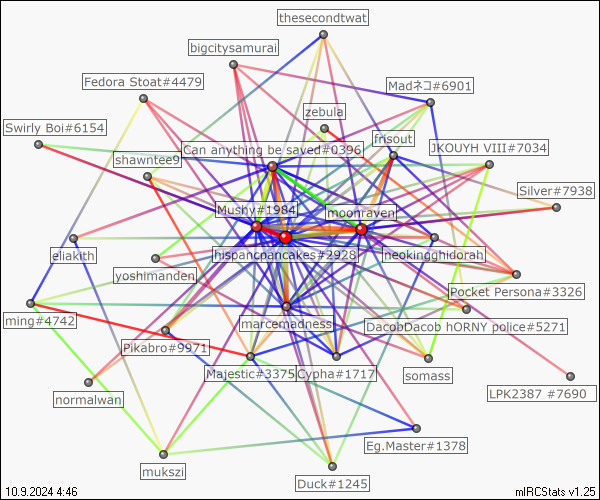 thesecondtwat
bigcitysamurai
Fedora Stoat#4479
Madネコ#6901
zebula
Swirly Boi#6154
frisout
Can anything be saved#0396
JKOUYH VIII#7034
shawntee9
Silver#7938
Mushy#1984
moonraven
eliakith
hispancpancakes#2928
neokingghidorah
yoshimanden
Pocket Persona#3326
ming#4742
marcemadness
DacobDacob hORNY police#5271
Pikabro#9971
Majestic#3375
Cypha#1717
somass
normalwan
LPK2387 #7690
Eg.Master#1378
mukszi
Duck#1245
10.9.2024 4:46
mIRCStats v1.25